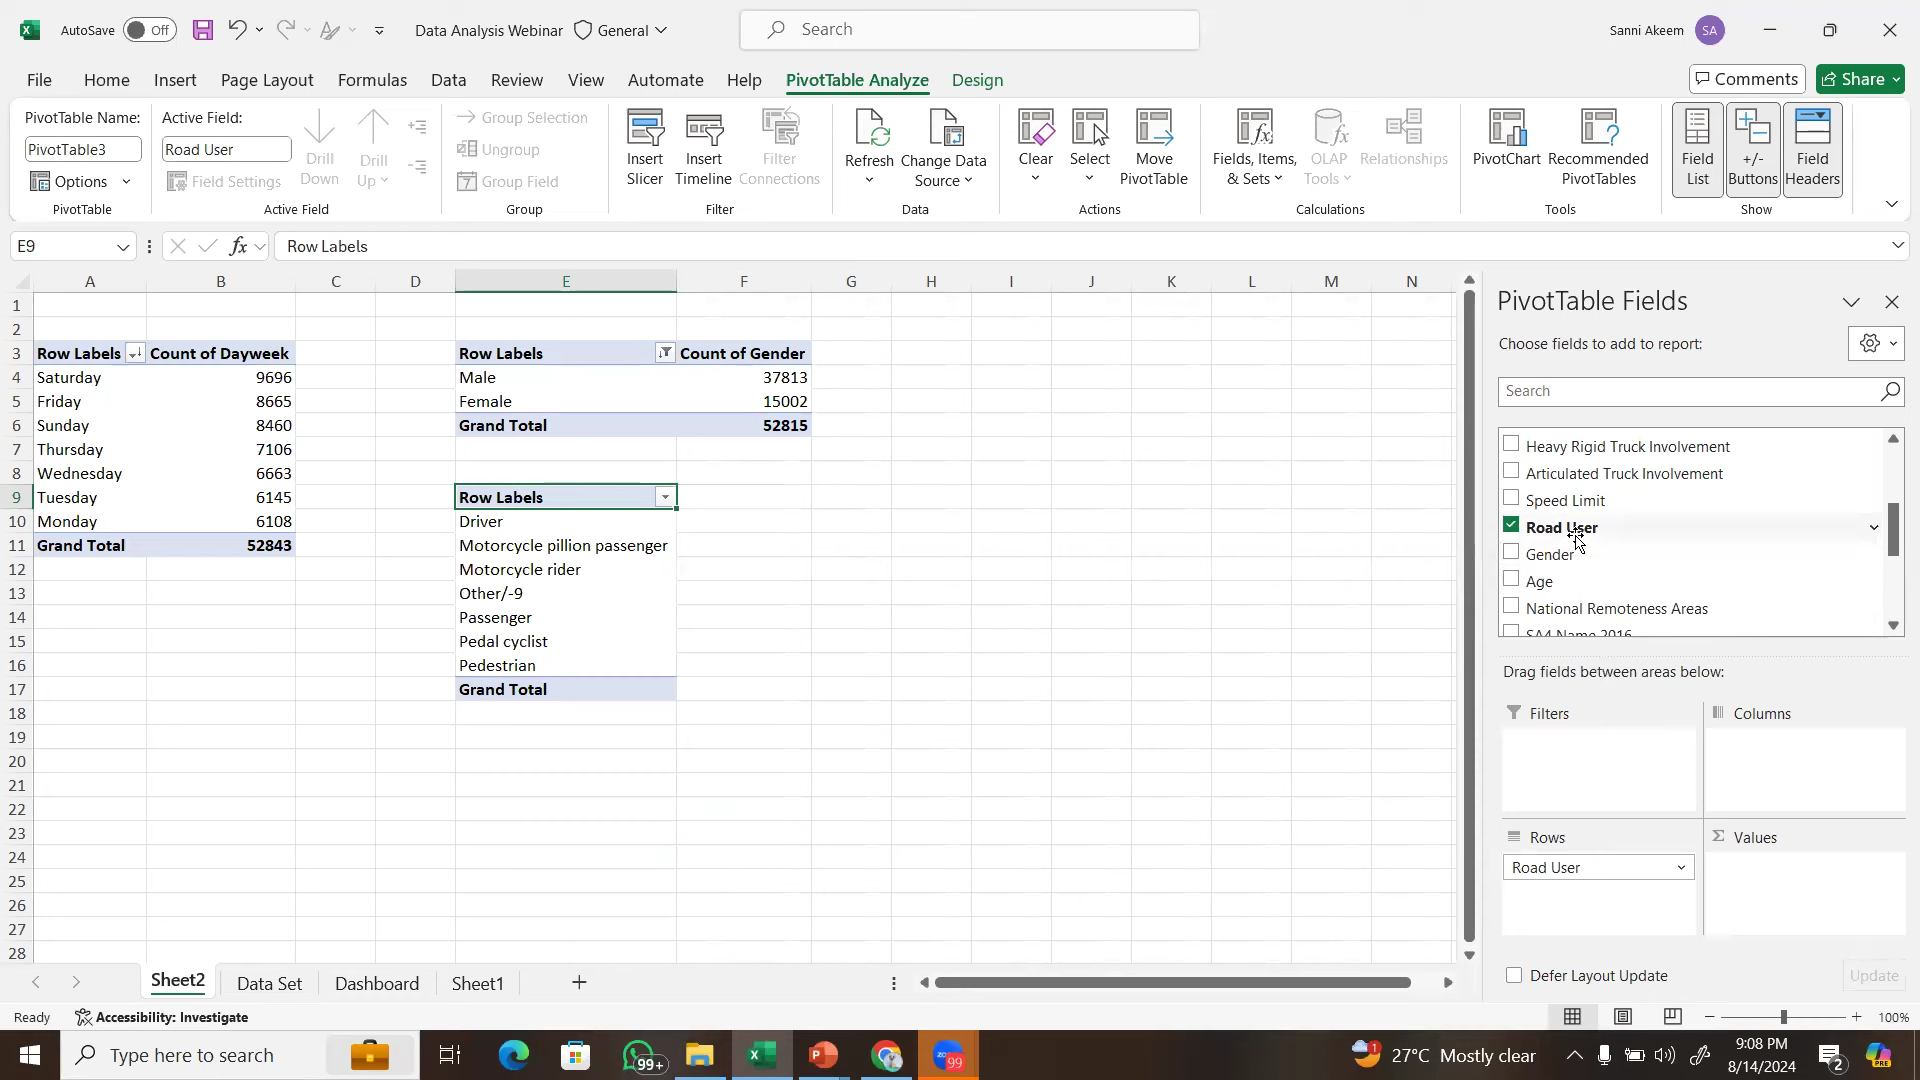 AutoSave Off Data Analysis Webinar General Search Sanni Akeem SA
File Home Insert Page Layout Formulas Data Review View Automate Help PivotTable Analyze Design Comments Share
PivotTable Name:
PivotTable3
Options
PivotTable
Active Field:
Road User
Field Settings
Drill Down
Drill Up
Active Field
Group Selection
Ungroup
Group Field
Group
Insert Slicer
Insert Timeline
Filter Connections
Filter
Refresh
Change Data Source
Data
Clear
Select
Move PivotTable
Actions
Fields, Items, & Sets
OLAP Tools
Relationships
Calculations
PivotChart
Recommended PivotTables
Tools
Field List
+/- Buttons
Field Headers
Show
E9 fx Row Labels
A B C D E F G H I J K L M N
1
2
3 Row Labels Count of Dayweek Row Labels Count of Gender
4 Saturday 9696 Male 37813
5 Friday 8665 Female 15002
6 Sunday 8460 Grand Total 52815
7 Thursday 7106
8 Wednesday 6663
9 Tuesday 6145 Row Labels
10 Monday 6108 Driver
11 Grand Total 52843 Motorcycle pillion passenger
12 Motorcycle rider
13 Other/-9
14 Passenger
15 Pedal cyclist
16 Pedestrian
17 Grand Total
18
19
20
21
22
23
24
25
26
27
28
PivotTable Fields
Choose fields to add to report:
Search
Heavy Rigid Truck Involvement
Articulated Truck Involvement
Speed Limit
Road User
Gender
Age
National Remoteness Areas
SA4 Name 2016
Drag fields between areas below:
Filters Columns
Rows Σ Values
Road User
Defer Layout Update Update
Sheet2 Data Set Dashboard Sheet1
Ready Accessibility: Investigate 100%
Type here to search 99+ 99 27°C Mostly clear 9:08 PM
8/14/2024 2 PRE